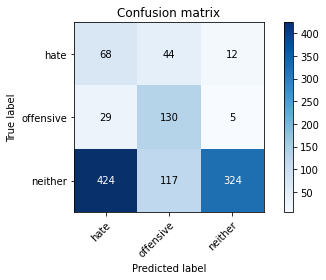 Confusion matrix
hate 68 44 12
offensive 29 130 5
neither 424 117 324
hate offensive neither
True label
Predicted label
400
350
300
250
200
150
100
50